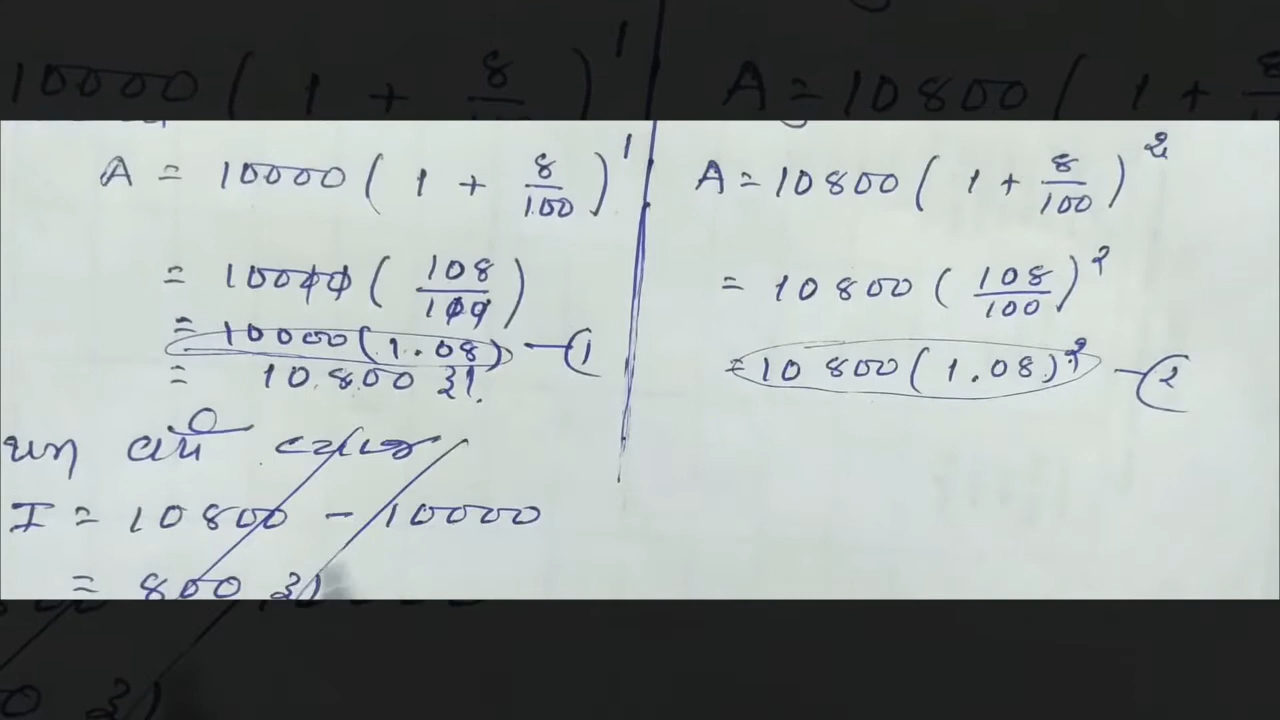 A = 10000 ( 1 + 8/100 )¹
= 10000 ( 108/100 )
= 10000 ( 1.08 ) - 1
= 10,800 રૂ.
I = 10800 - 10000
= 800 રૂ
A = 10800 ( 1 + 8/100 )²
= 10800 ( 108/100 )²
= 10800 ( 1.08 )² - 2